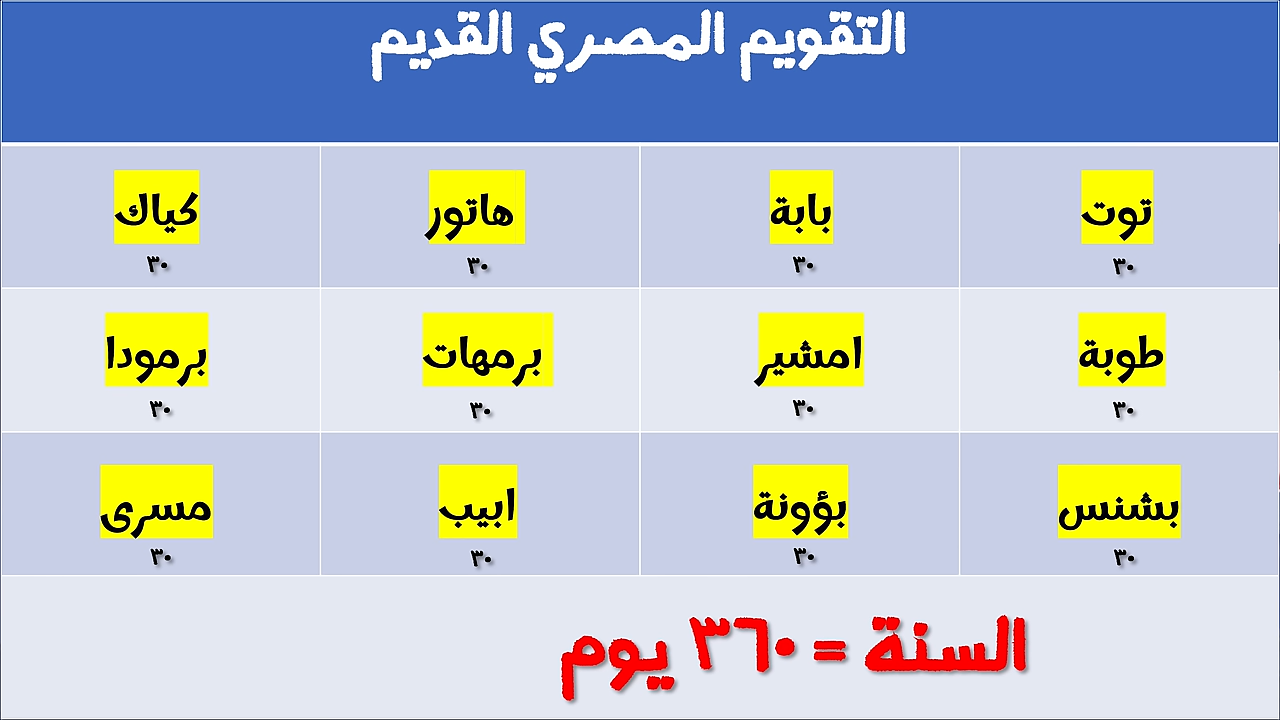 التقويم المصري القديم
توت
٣٠
بابة
٣٠
هاتور
٣٠
كياك
٣٠
طوبة
٣٠
امشير
٣٠
برمهات
٣٠
برمودا
٣٠
بشنس
٣٠
بؤونة
٣٠
ابيب
٣٠
مسرى
٣٠
السنة = ٣٦٠ يوم